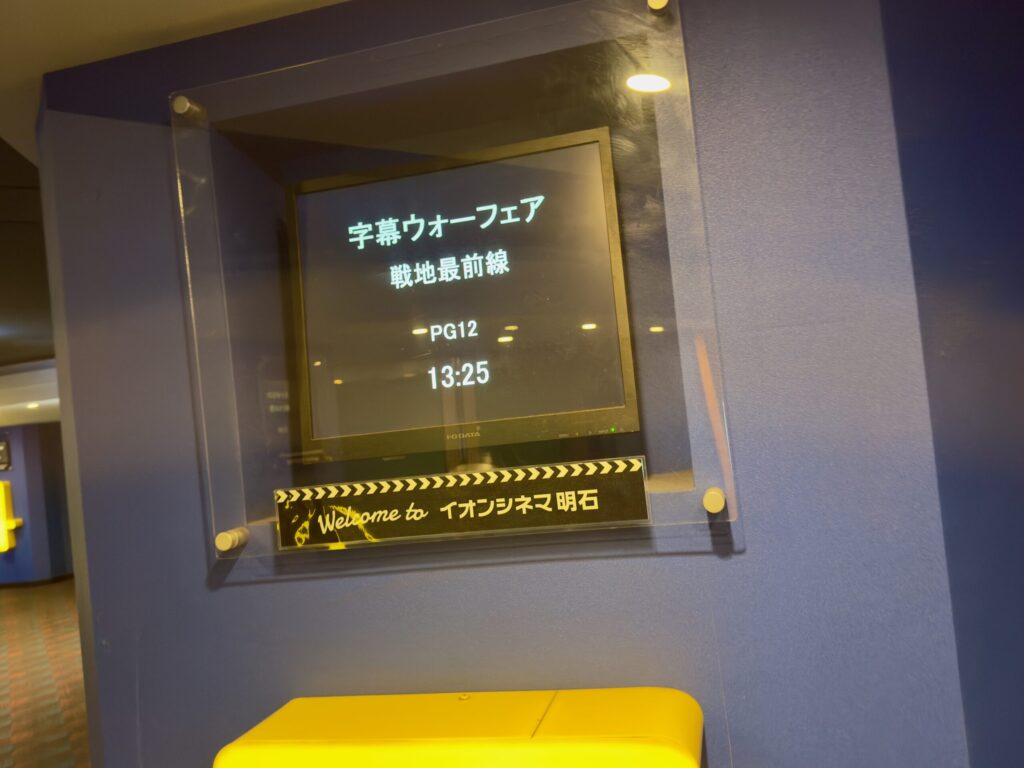 字幕ウォーフェア
戦地最前線
PG12
13:25
I-O DATA
Welcome to イオンシネマ明石